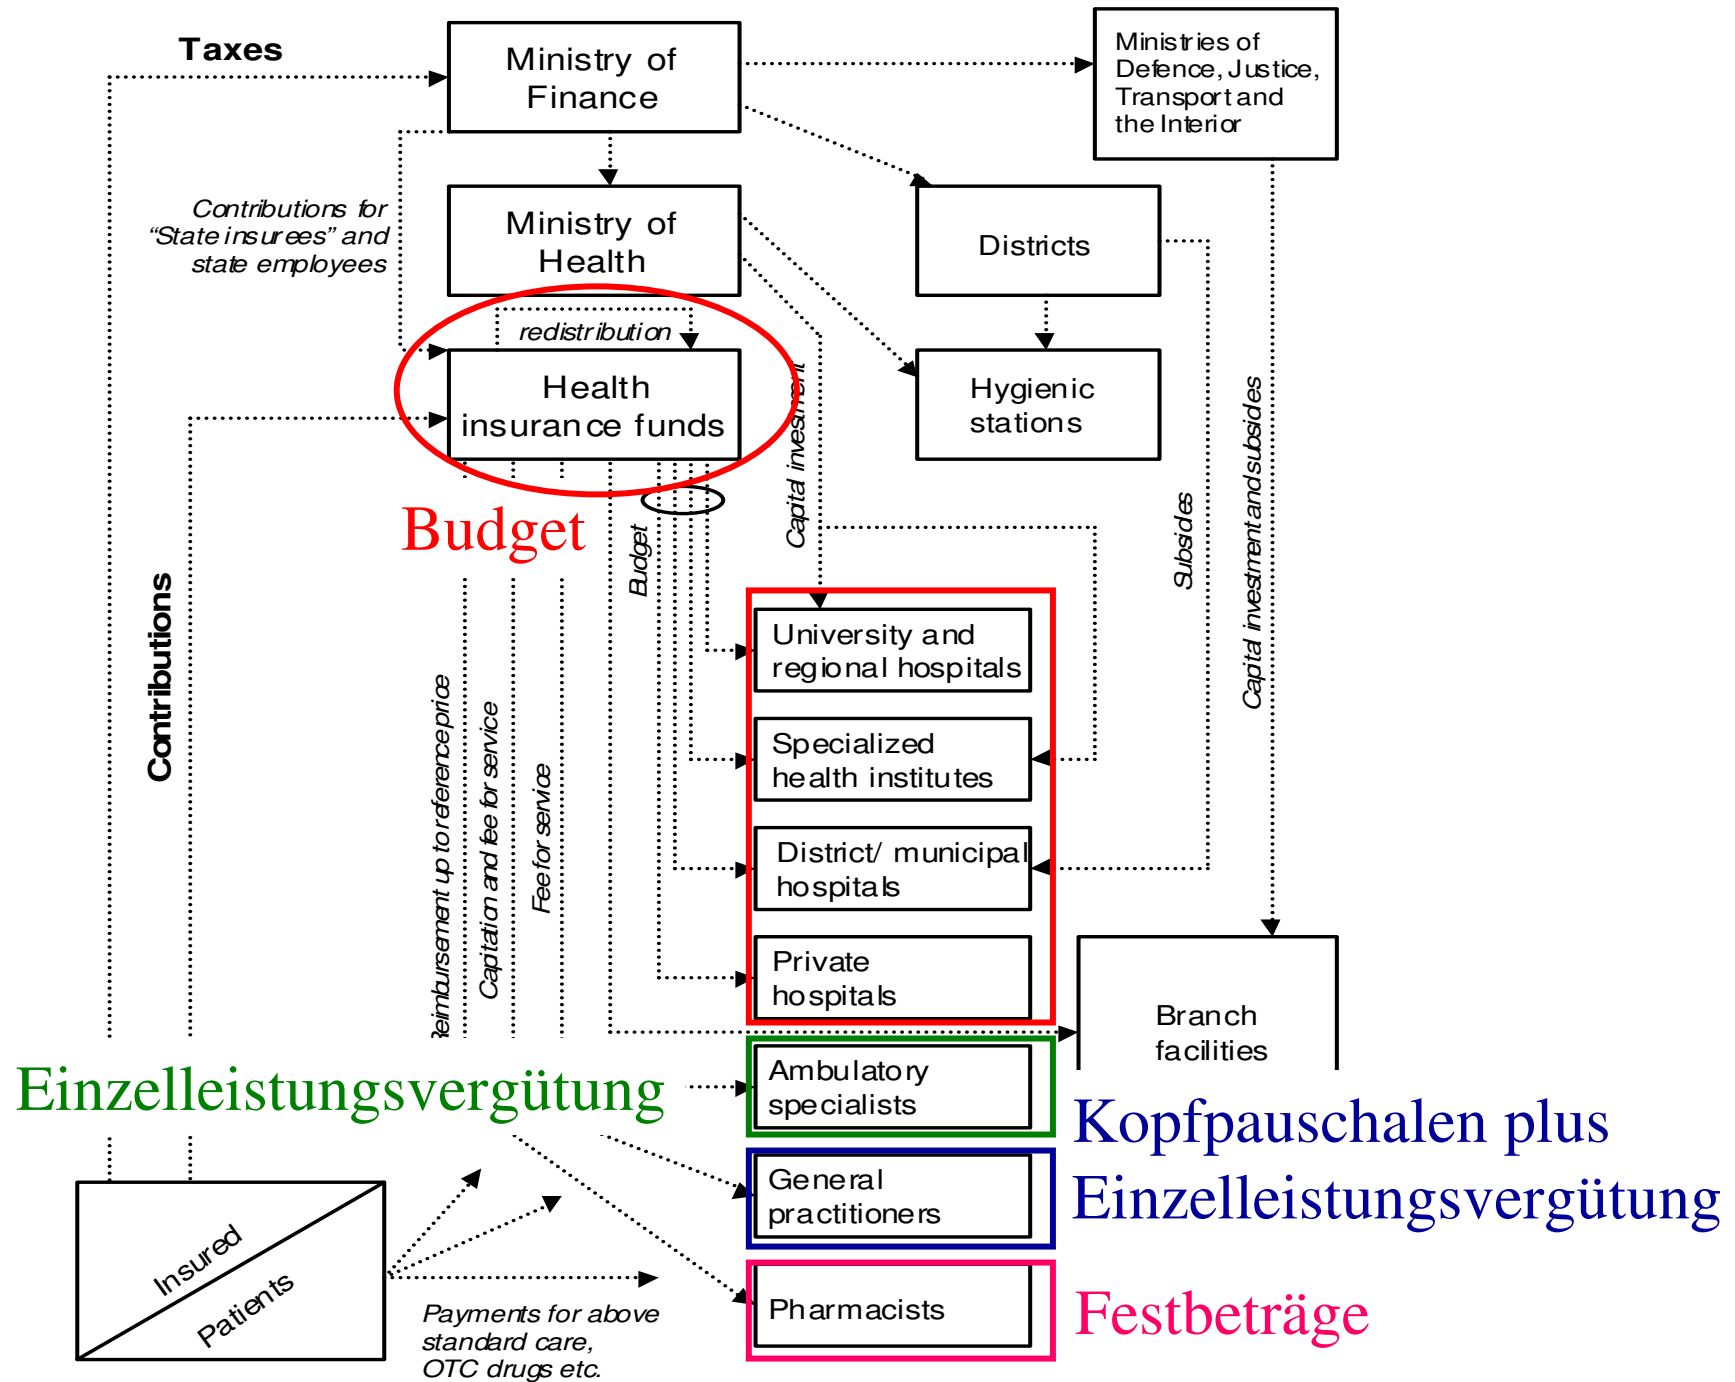 Taxes
Ministry of
Finance
Ministries of
Defence, Justice,
Transport and
the Interior
Contributions for
“State insurees” and
state employees
Ministry of
Health
Districts
redistribution
Health
insurance funds
Hygienic
stations
Capital investment
Capital investment and subsides
Subsides
Budget
Budget
Contributions
Reimbursement up to reference price
Capitation and fee for service
Fee for service
University and
regional hospitals
Specialized
health institutes
District/ municipal
hospitals
Private
hospitals
Branch
facilities
Einzelleistungsvergütung
Ambulatory
specialists
Kopfpauschalen plus
Einzelleistungsvergütung
General
practitioners
Insured
Patients
Payments for above
standard care,
OTC drugs etc.
Pharmacists
Festbeträge